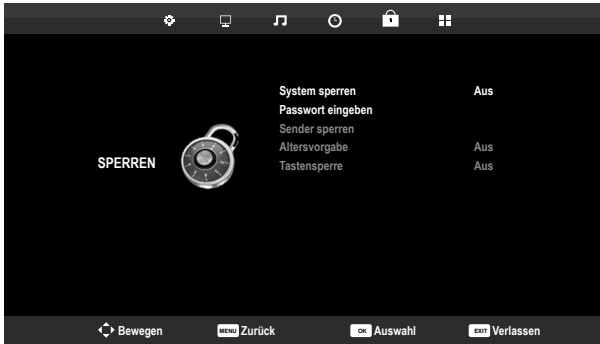 System sperren Aus
Passwort eingeben
Sender sperren
Altersvorgabe Aus
Tastensperre Aus
SPERREN
Bewegen MENU Zurück OK Auswahl EXIT Verlassen